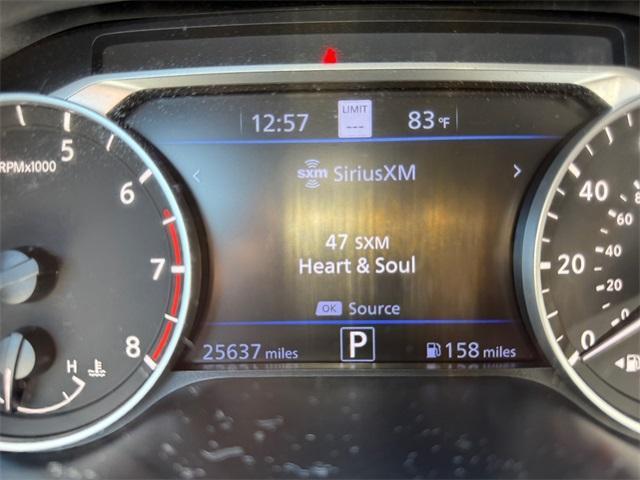 12:57
LIMIT
---
83 °F
sxm SiriusXM
47 SXM
Heart & Soul
OK Source
25637 miles
P
158 miles
RPMx1000
5
6
7
8
H
40
20
0
60
40
20
0